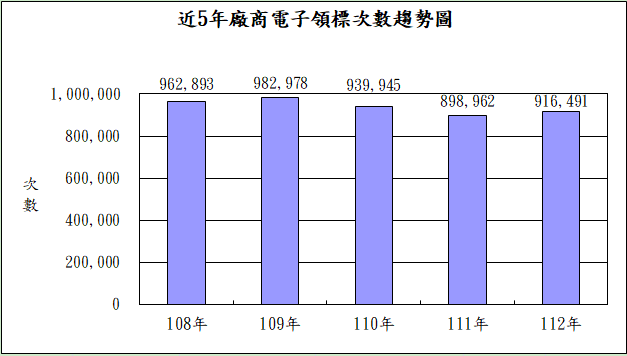 近5年廠商電子領標次數趨勢圖
962,893
982,978
939,945
898,962
916,491
1,000,000
800,000
600,000
400,000
200,000
0
次數
108年
109年
110年
111年
112年